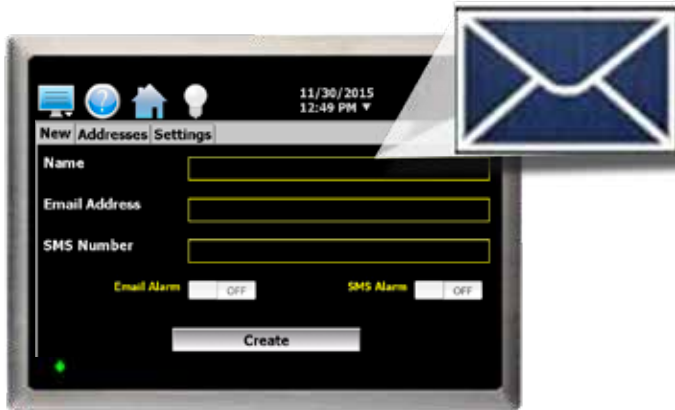 ?
11/30/2015
12:49 PM ▼
New Addresses Settings
Name
Email Address
SMS Number
Email Alarm OFF SMS Alarm OFF
Create